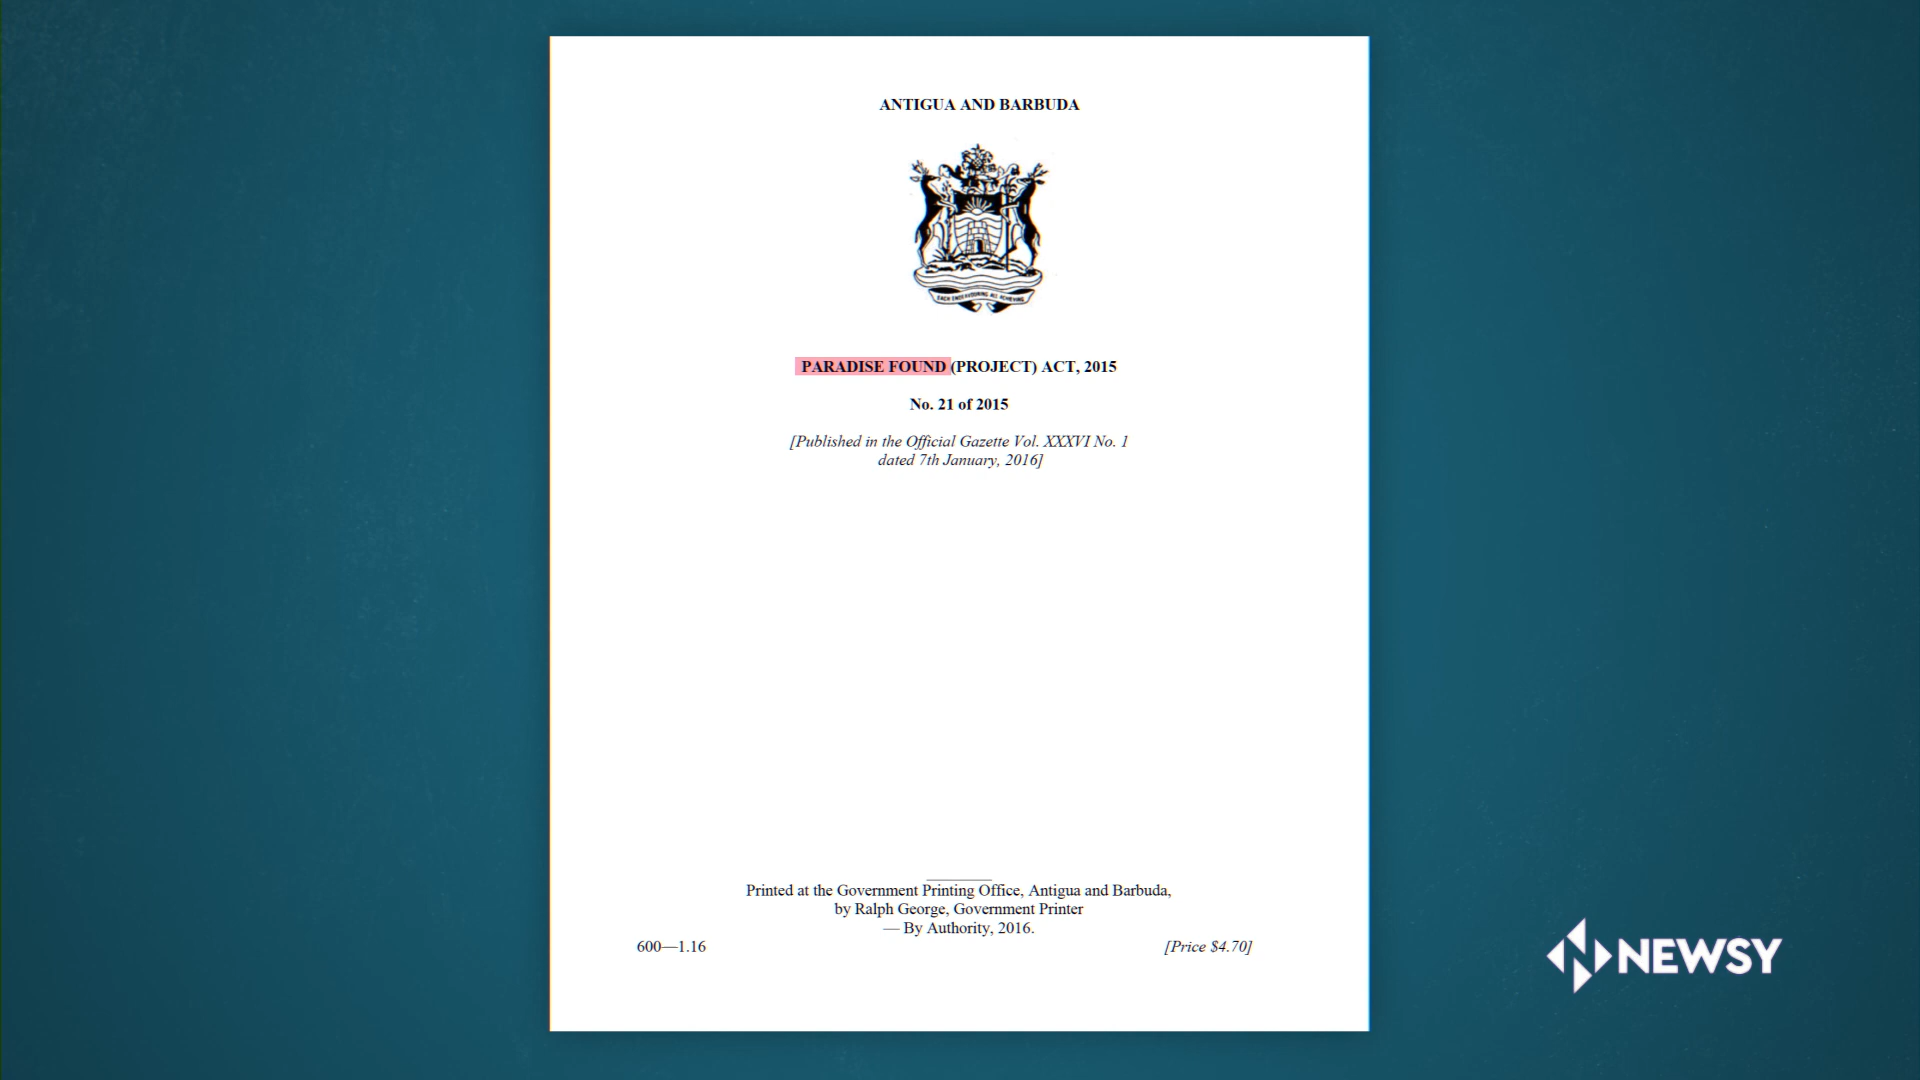 ANTIGUA AND BARBUDA
EACH ENDEAVOURING ALL ACHIEVING
PARADISE FOUND (PROJECT) ACT, 2015
No. 21 of 2015
[Published in the Official Gazette Vol. XXXVI No. 1
dated 7th January, 2016]
Printed at the Government Printing Office, Antigua and Barbuda,
by Ralph George, Government Printer
— By Authority, 2016.
600—1.16 [Price $4.70]
NEWSY